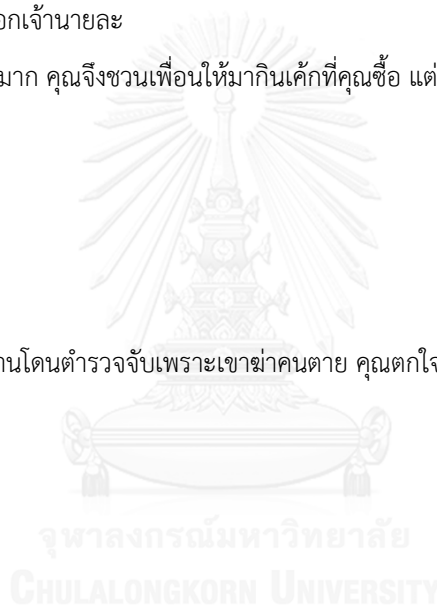 อกเจ้านายละ
มาก คุณจึงชวนเพื่อนให้มากินเค้กที่คุณซื้อ แต่
านโดนตำรวจจับเพราะเขาฆ่าคนตาย คุณตกใจ
จุฬาลงกรณ์มหาวิทยาลัย
CHULALONGKORN UNIVERSITY